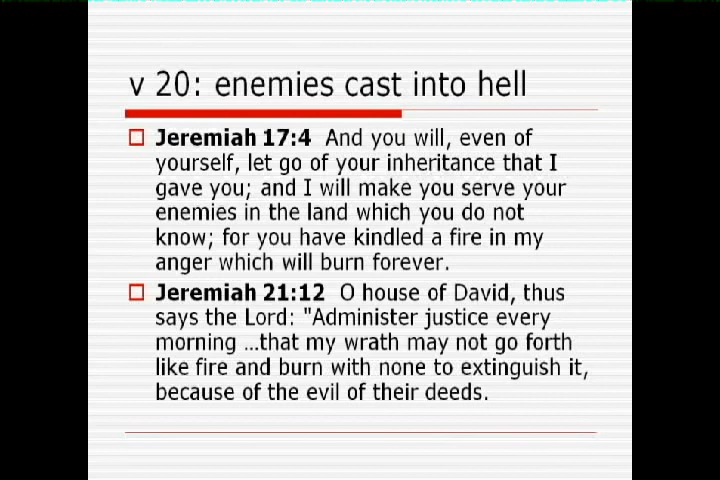 v 20: enemies cast into hell
Jeremiah 17:4 And you will, even of
yourself, let go of your inheritance that I
gave you; and I will make you serve your
enemies in the land which you do not
know; for you have kindled a fire in my
anger which will burn forever.
Jeremiah 21:12 O house of David, thus
says the Lord: "Administer justice every
morning ...that my wrath may not go forth
like fire and burn with none to extinguish it,
because of the evil of their deeds.